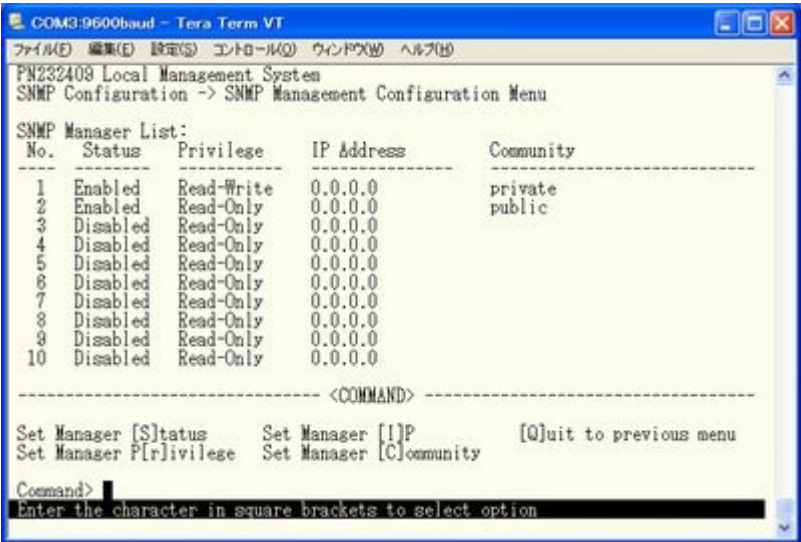 COM3:9600baud - Tera Term VT
ファイル(F) 編集(E) 設定(S) コントロール(O) ウィンドウ(W) ヘルプ(H)
PN232409 Local Management System
SNMP Configuration -> SNMP Management Configuration Menu
SNMP Manager List:
No. Status Privilege IP Address Community
---- -------- ----------- --------------- ----------------------------
1 Enabled Read-Write 0.0.0.0 private
2 Enabled Read-Only 0.0.0.0 public
3 Disabled Read-Only 0.0.0.0
4 Disabled Read-Only 0.0.0.0
5 Disabled Read-Only 0.0.0.0
6 Disabled Read-Only 0.0.0.0
7 Disabled Read-Only 0.0.0.0
8 Disabled Read-Only 0.0.0.0
9 Disabled Read-Only 0.0.0.0
10 Disabled Read-Only 0.0.0.0
-------------------------------- <COMMAND> -----------------------------------
Set Manager [S]tatus Set Manager [I]P [Q]uit to previous menu
Set Manager P[r]ivilege Set Manager [C]ommunity
Command>
Enter the character in square brackets to select option